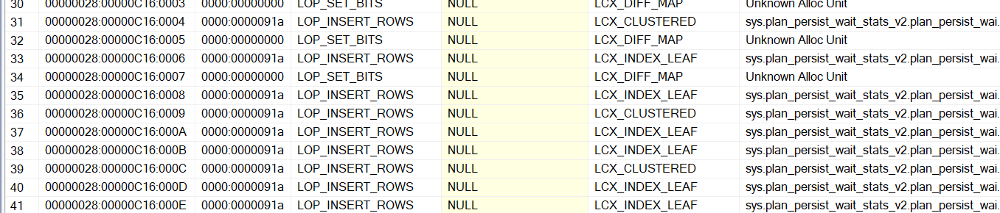 30 00000028:00000C16:0003 0000:00000000 LOP_SET_BITS NULL LCX_DIFF_MAP Unknown Alloc Unit
31 00000028:00000C16:0004 0000:0000091a LOP_INSERT_ROWS NULL LCX_CLUSTERED sys.plan_persist_wait_stats_v2.plan_persist_wai.
32 00000028:00000C16:0005 0000:00000000 LOP_SET_BITS NULL LCX_DIFF_MAP Unknown Alloc Unit
33 00000028:00000C16:0006 0000:0000091a LOP_INSERT_ROWS NULL LCX_INDEX_LEAF sys.plan_persist_wait_stats_v2.plan_persist_wai.
34 00000028:00000C16:0007 0000:00000000 LOP_SET_BITS NULL LCX_DIFF_MAP Unknown Alloc Unit
35 00000028:00000C16:0008 0000:0000091a LOP_INSERT_ROWS NULL LCX_INDEX_LEAF sys.plan_persist_wait_stats_v2.plan_persist_wai.
36 00000028:00000C16:0009 0000:0000091a LOP_INSERT_ROWS NULL LCX_CLUSTERED sys.plan_persist_wait_stats_v2.plan_persist_wai.
37 00000028:00000C16:000A 0000:0000091a LOP_INSERT_ROWS NULL LCX_INDEX_LEAF sys.plan_persist_wait_stats_v2.plan_persist_wai.
38 00000028:00000C16:000B 0000:0000091a LOP_INSERT_ROWS NULL LCX_INDEX_LEAF sys.plan_persist_wait_stats_v2.plan_persist_wai.
39 00000028:00000C16:000C 0000:0000091a LOP_INSERT_ROWS NULL LCX_CLUSTERED sys.plan_persist_wait_stats_v2.plan_persist_wai.
40 00000028:00000C16:000D 0000:0000091a LOP_INSERT_ROWS NULL LCX_INDEX_LEAF sys.plan_persist_wait_stats_v2.plan_persist_wai.
41 00000028:00000C16:000E 0000:0000091a LOP_INSERT_ROWS NULL LCX_INDEX_LEAF sys.plan_persist_wait_stats_v2.plan_persist_wai.